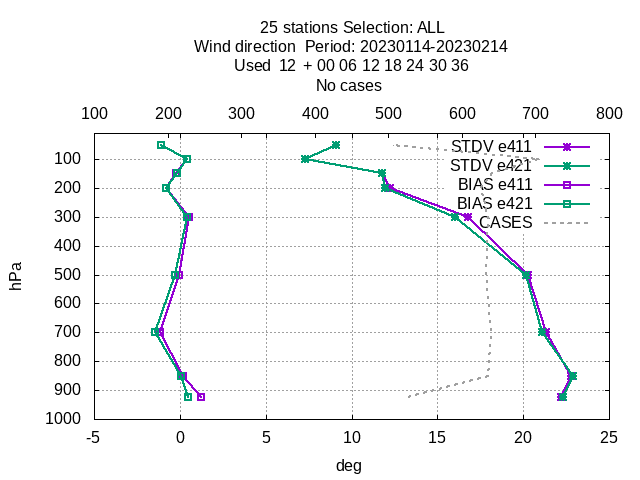 25 stations Selection: ALL
Wind direction  Period: 20230114-20230214
Used  12  + 00 06 12 18 24 30 36
No cases
100 200 300 400 500 600 700 800
STDV e411
STDV e421
BIAS e411
BIAS e421
CASES
100
200
300
400
500
600
700
800
900
1000
hPa
-5 0 5 10 15 20 25
deg